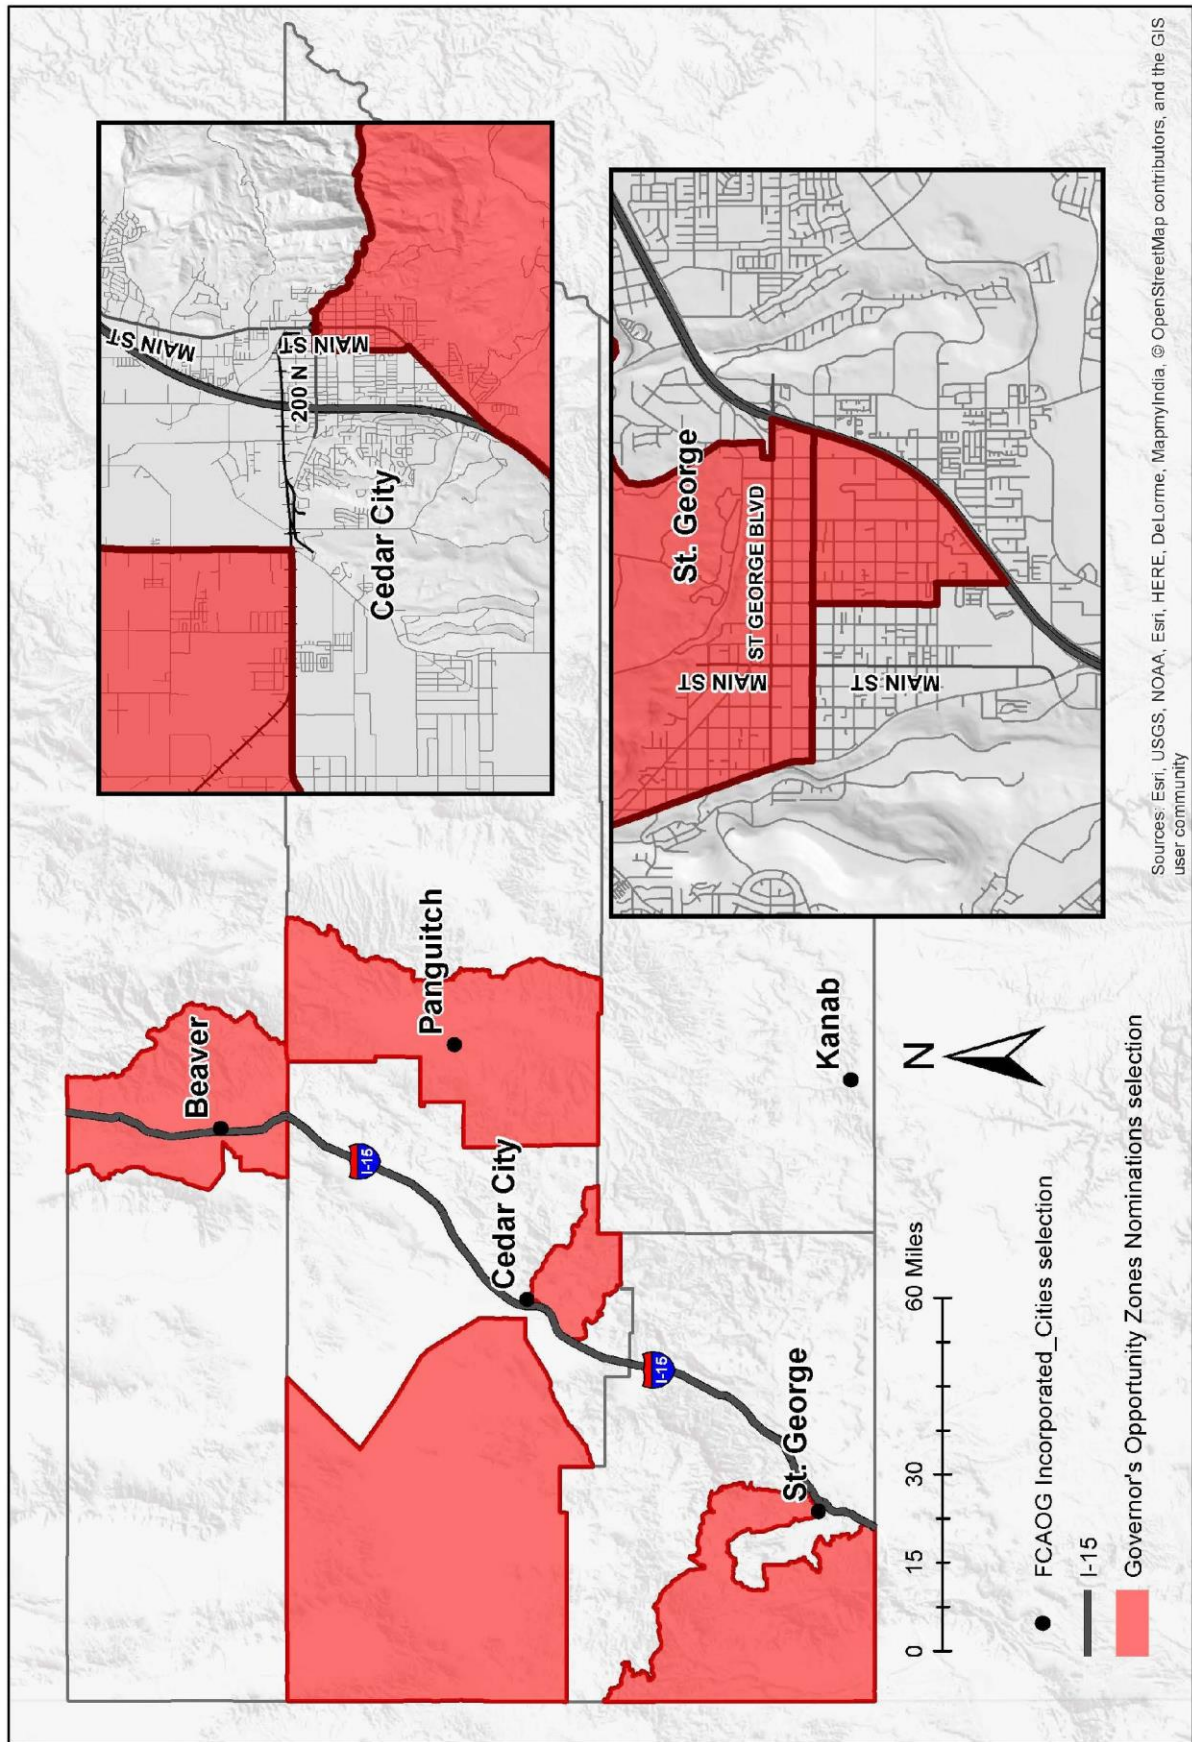 Beaver
Panguitch
Cedar City
St. George
Kanab
I-15
I-15
MAIN ST
200 N
MAIN ST
Cedar City
St. George
ST GEORGE BLVD
MAIN ST
MAIN ST
N
0 15 30 60 Miles
FCAOG Incorporated_Cities selection
I-15
Governor's Opportunity Zones Nominations selection
Sources: Esri, USGS, NOAA, Esri, HERE, DeLorme, MapmyIndia, © OpenStreetMap contributors, and the GIS
user community